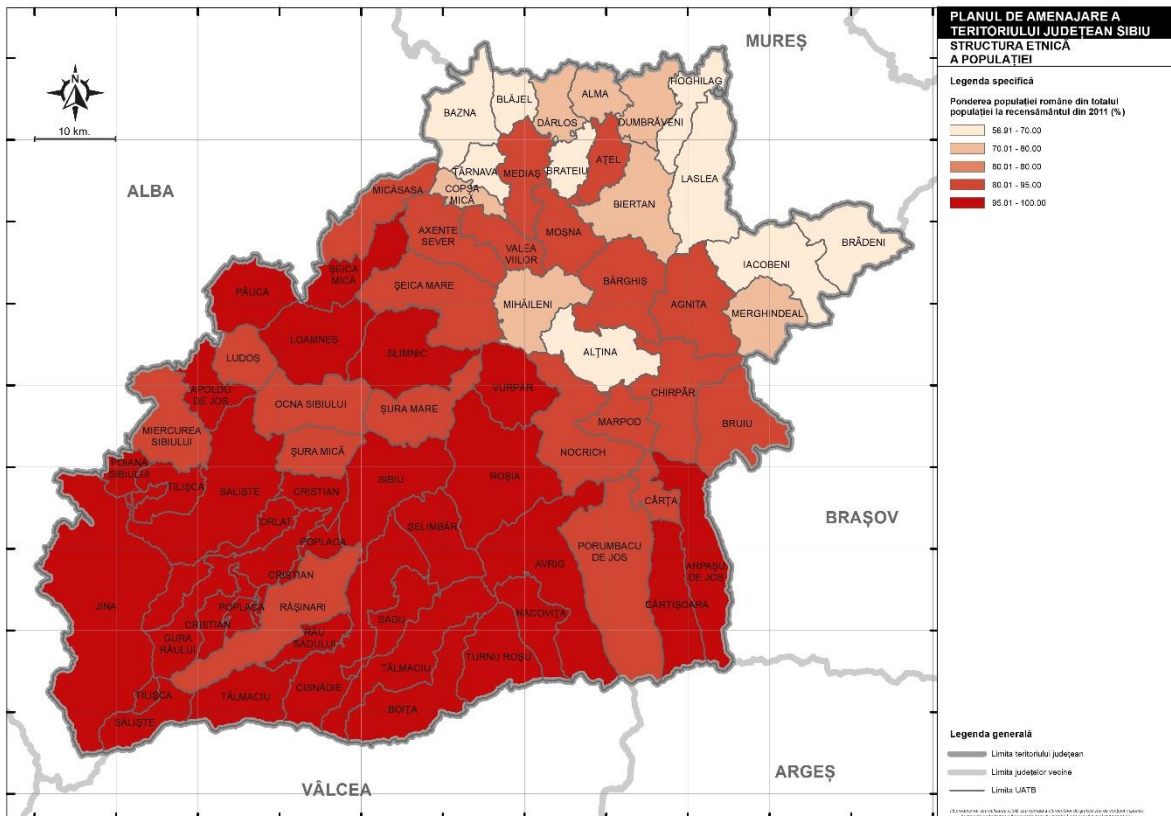 PLANUL DE AMENAJARE A
TERITORIULUI JUDEȚEAN SIBIU
STRUCTURA ETNICĂ
A POPULAȚIEI
Legenda specifică
Ponderea populației române din totalul
populației la recensământul din 2011 (%)
56.91 - 70.00
70.01 - 80.00
80.01 - 80.00
80.01 - 95.00
95.01 - 100.00
N
10 km.
MUREȘ
ALBA
BRAȘOV
ARGEȘ
VÂLCEA
HOGHILAG
BLĂJEL
ALMA
BAZNA
DÂRLOS
DUMBRĂVENI
TÂRNAVA
MEDIAȘ
BRATEIU
AȚEL
LASLEA
MICĂSASA
COPȘA
MICĂ
BIERTAN
AXENTE
SEVER
MOȘNA
VALEA
VIILOR
BRĂDENI
IACOBENI
ȘEICA
MICĂ
ȘEICA MARE
BÂRGHIȘ
PĂUCA
MIHĂILENI
AGNITA
MERGHINDEAL
LOAMNEȘ
SLIMNIC
ALȚINA
LUDOȘ
APOLDU
DE JOS
VURPĂR
CHIRPĂR
OCNA SIBIULUI
ȘURA MARE
MARPOD
BRUIU
MIERCUREA
SIBIULUI
ȘURA MICĂ
NOCRICH
POIANA
SIBIULUI
TILIȘCA
SĂLIȘTE
CRISTIAN
SIBIU
ROȘIA
CÂRȚA
ORLAT
ȘELIMBĂR
POPLACA
PORUMBACU
DE JOS
AVRIG
ARPAȘU
DE JOS
CRISTIAN
JINA
POPLACA
RĂȘINARI
CÂRȚIȘOARA
CRISTIAN
SADU
RACOVIȚA
GURA
RÂULUI
RÂU
SADULUI
TĂLMACIU
TURNU ROȘU
TILIȘCA
TĂLMACIU
CISNĂDIE
BOIȚA
SĂLIȘTE
Legenda generală
Limita teritoriului județean
Limita județelor vecine
Limita UATB